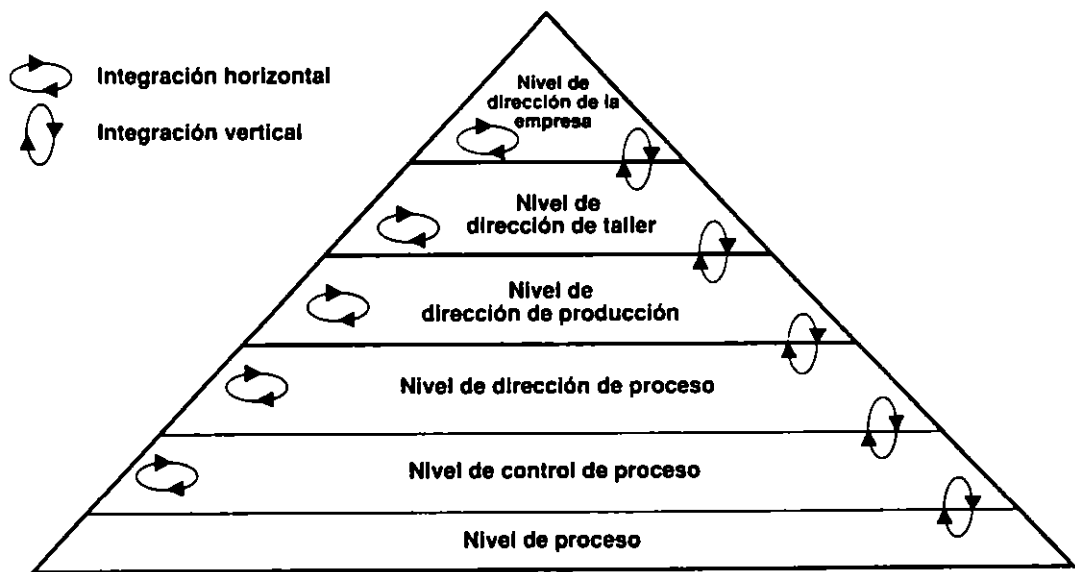 Integración horizontal
Integración vertical
Nivel de
dirección de la
empresa
Nivel de
dirección de taller
Nivel de
dirección de producción
Nivel de dirección de proceso
Nivel de control de proceso
Nivel de proceso